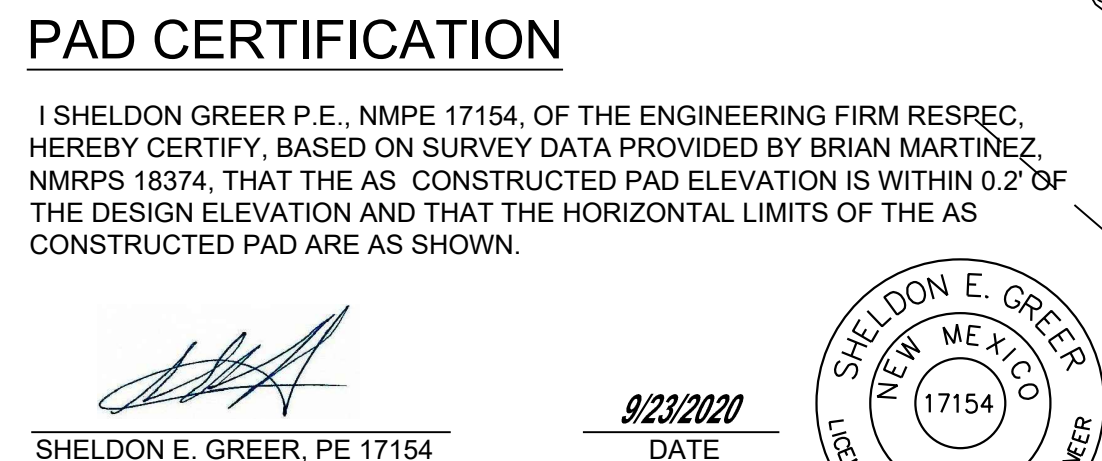 PAD CERTIFICATION
I SHELDON GREER P.E., NMPE 17154, OF THE ENGINEERING FIRM RESPEC,
HEREBY CERTIFY, BASED ON SURVEY DATA PROVIDED BY BRIAN MARTINEZ,
NMRPS 18374, THAT THE AS CONSTRUCTED PAD ELEVATION IS WITHIN 0.2' OF
THE DESIGN ELEVATION AND THAT THE HORIZONTAL LIMITS OF THE AS
CONSTRUCTED PAD ARE AS SHOWN.
SHELDON E. GREER
NEW MEXICO
17154
9/23/2020
SHELDON E. GREER, PE 17154
DATE